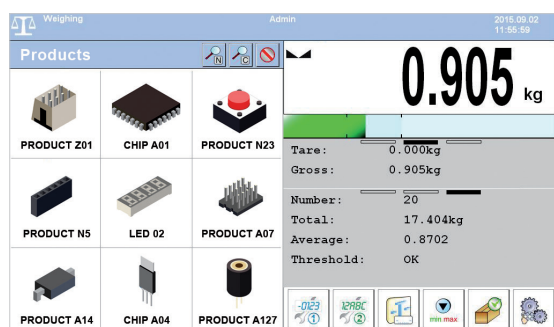 Weighing Admin 2015.09.02
11:55:59
Products N C
0.905 kg
PRODUCT Z01 CHIP A01 PRODUCT N23
PRODUCT N5 LED 02 PRODUCT A07
PRODUCT A14 CHIP A04 PRODUCT A127
Tare: 0.000kg
Gross: 0.905kg
Number: 20
Total: 17.404kg
Average: 0.8702
Threshold: OK
-0123 1 12ABC 2 min max